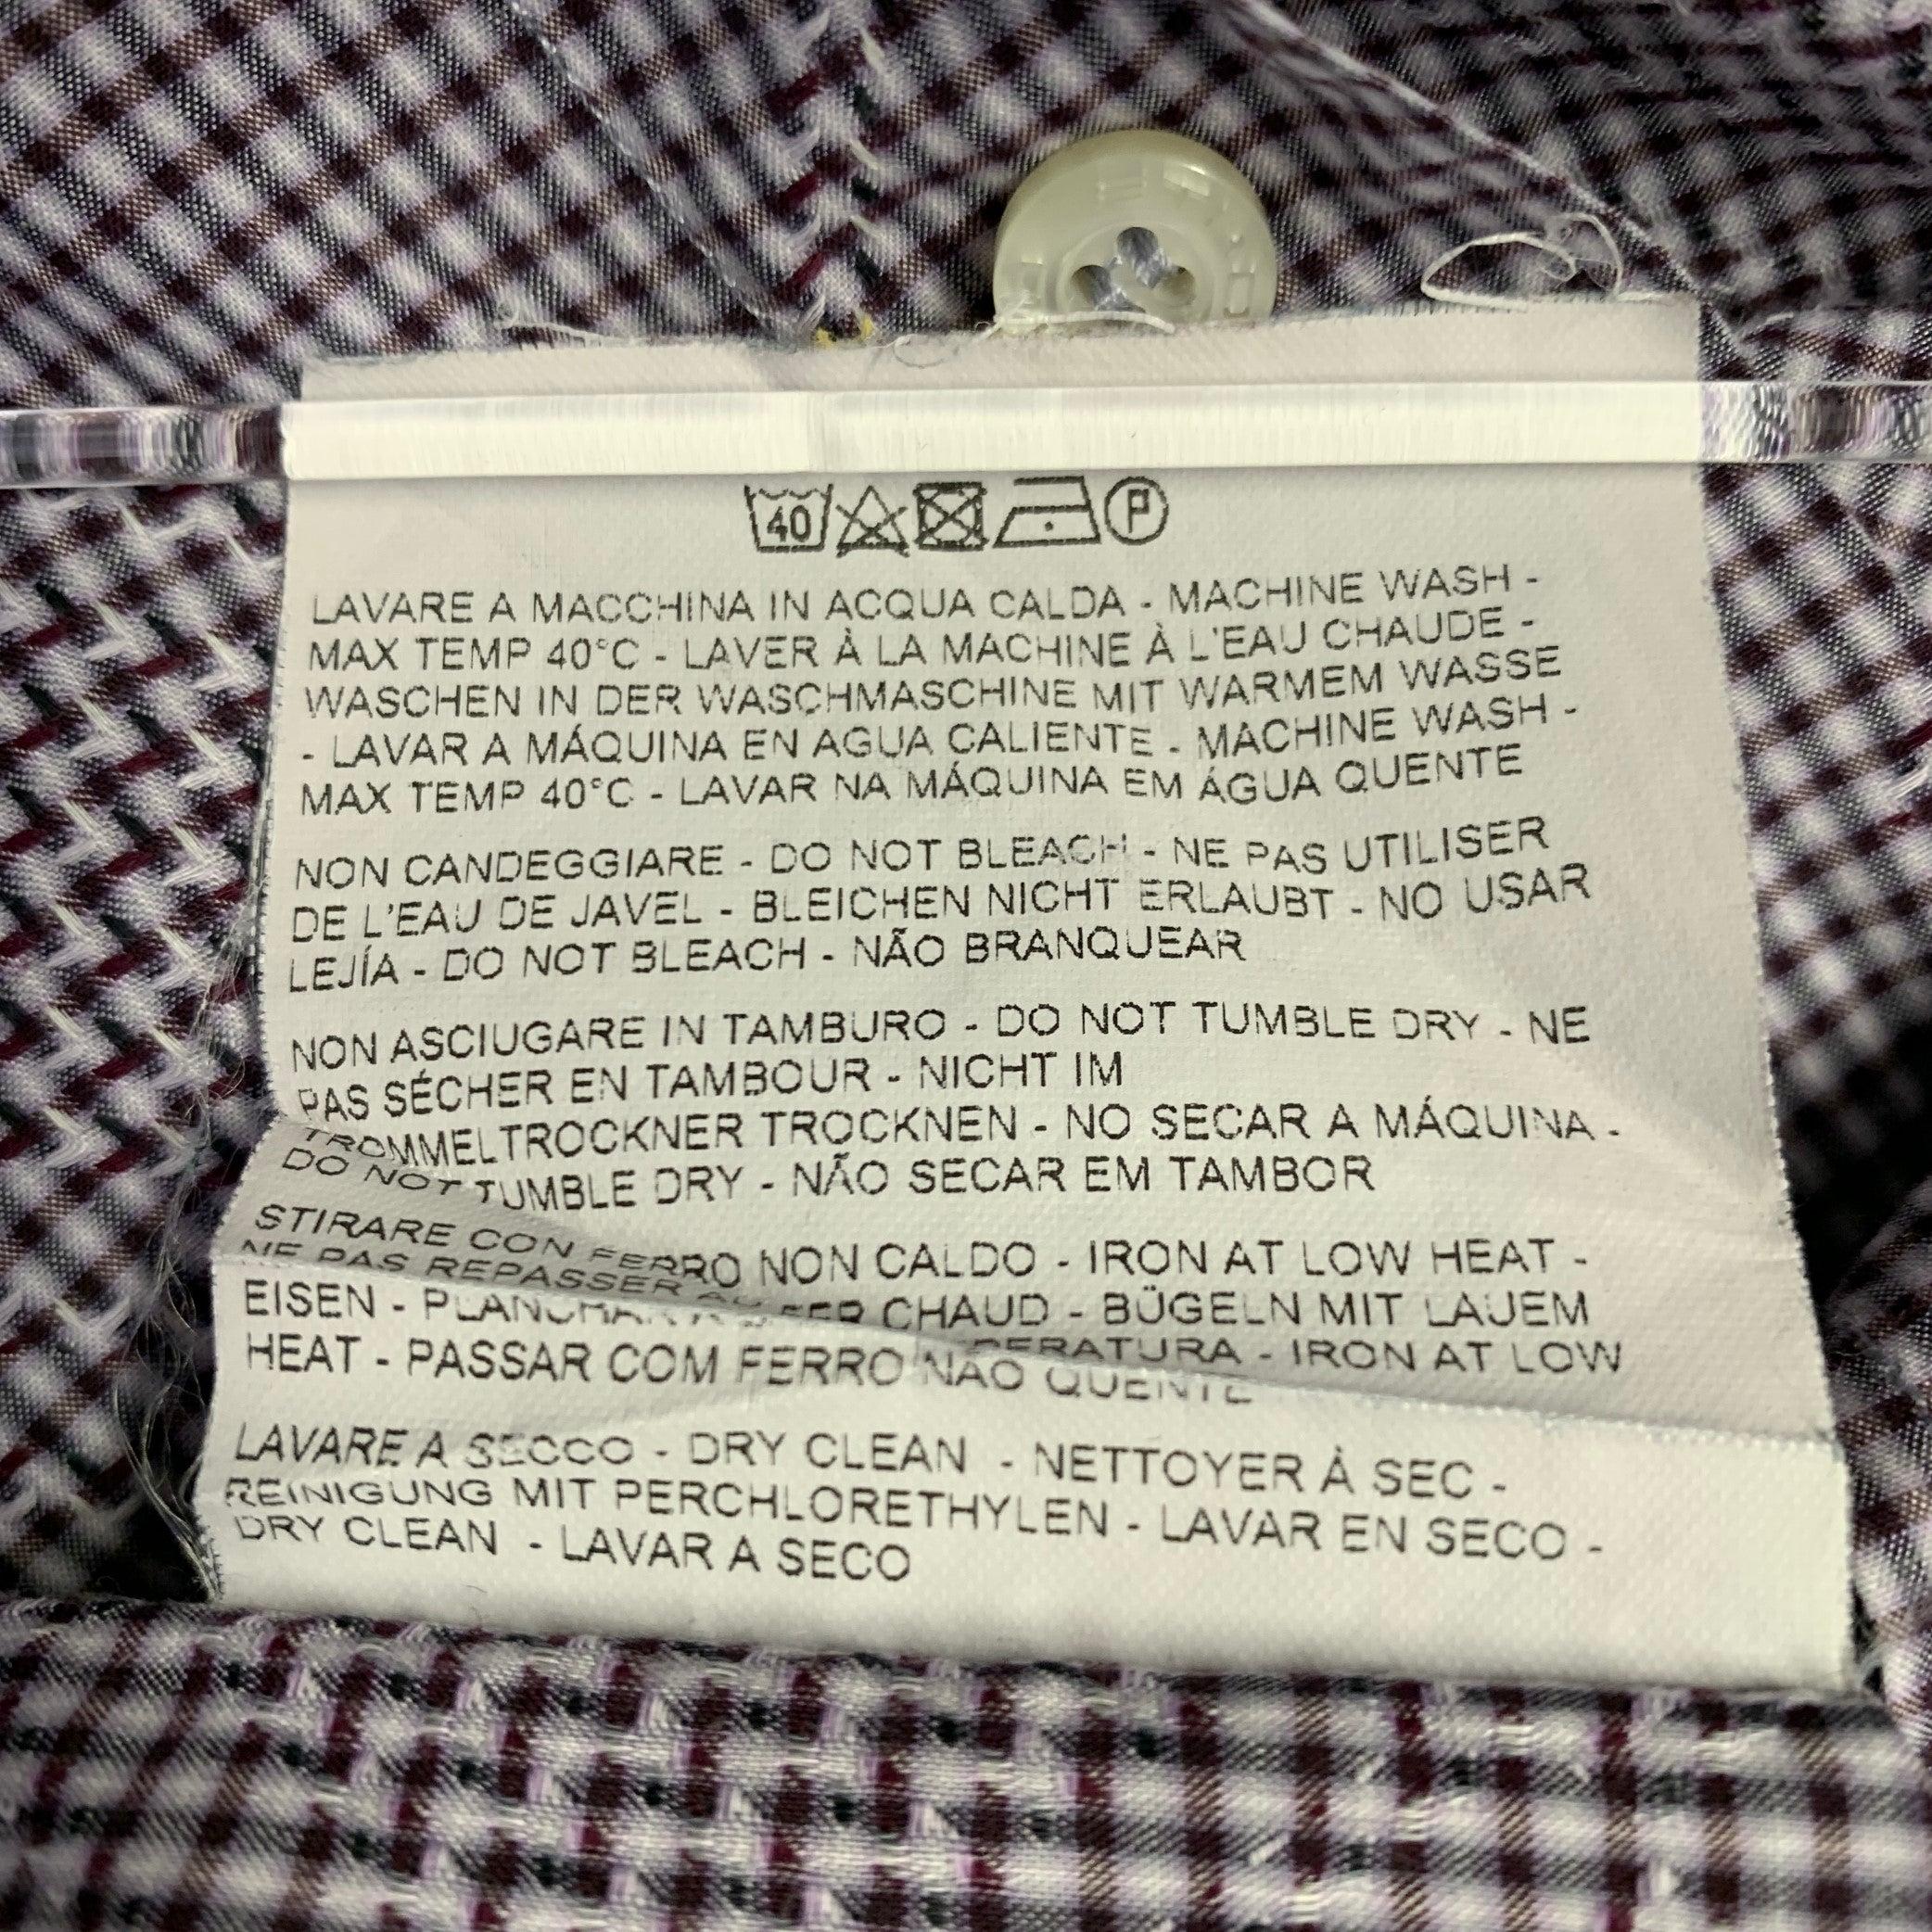 40 P
LAVARE A MACCHINA IN ACQUA CALDA - MACHINE WASH -
MAX TEMP 40°C - LAVER À LA MACHINE À L'EAU CHAUDE -
WASCHEN IN DER WASCHMASCHINE MIT WARMEM WASSE
- LAVAR A MÁQUINA EN AGUA CALIENTE - MACHINE WASH -
MAX TEMP 40°C - LAVAR NA MÁQUINA EM ÁGUA QUENTE
NON CANDEGGIARE - DO NOT BLEACH - NE PAS UTILISER
DE L'EAU DE JAVEL - BLEICHEN NICHT ERLAUBT - NO USAR
LEJÍA - DO NOT BLEACH - NÃO BRANQUEAR
NON ASCIUGARE IN TAMBURO - DO NOT TUMBLE DRY - NE
PAS SÉCHER EN TAMBOUR - NICHT IM
TROMMELTROCKNER TROCKNEN - NO SECAR A MÁQUINA -
DO NOT TUMBLE DRY - NÃO SECAR EM TAMBOR
STIRARE CON FERRO NON CALDO - IRON AT LOW HEAT -
NE PAS REPASSER AU FER CHAUD - BÜGELN MIT LAUEM
EISEN - PLANCHAR - IRON AT LOW
HEAT - PASSAR COM FERRO NÃO QUENTE
LAVARE A SECCO - DRY CLEAN - NETTOYER À SEC -
REINIGUNG MIT PERCHLORETHYLEN - LAVAR EN SECO -
DRY CLEAN - LAVAR A SECO